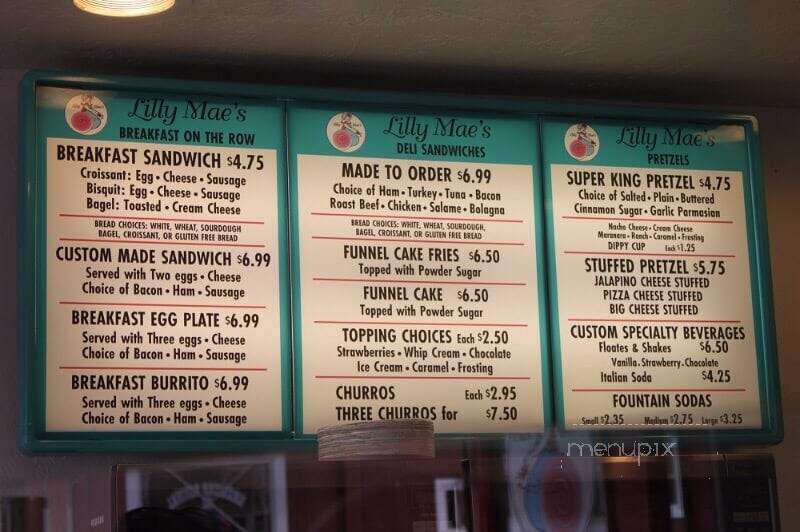 Lilly Mae's
BREAKFAST ON THE ROW
BREAKFAST SANDWICH $4.75
Croissant: Egg • Cheese • Sausage
Bisquit: Egg • Cheese • Sausage
Bagel: Toasted • Cream Cheese
BREAD CHOICES: WHITE, WHEAT, SOURDOUGH
BAGEL, CROISSANT, OR GLUTEN FREE BREAD
CUSTOM MADE SANDWICH $6.99
Served with Two eggs • Cheese
Choice of Bacon • Ham • Sausage
BREAKFAST EGG PLATE $6.99
Served with Three eggs • Cheese
Choice of Bacon • Ham • Sausage
BREAKFAST BURRITO $6.99
Served with Three eggs • Cheese
Choice of Bacon • Ham • Sausage
Lilly Mae's
DELI SANDWICHES
MADE TO ORDER $6.99
Choice of Ham • Turkey • Tuna • Bacon
Roast Beef • Chicken • Salame • Bologna
BREAD CHOICES: WHITE, WHEAT, SOURDOUGH,
BAGEL, CROISSANT, OR GLUTEN FREE BREAD
FUNNEL CAKE FRIES $6.50
Topped with Powder Sugar
FUNNEL CAKE $6.50
Topped with Powder Sugar
TOPPING CHOICES Each $2.50
Strawberries • Whip Cream • Chocolate
Ice Cream • Caramel • Frosting
CHURROS Each $2.95
THREE CHURROS for $7.50
Lilly Mae's
PRETZELS
SUPER KING PRETZEL $4.75
Choice of Salted • Plain • Buttered
Cinnamon Sugar • Garlic Parmasian
Nacho Cheese • Cream Cheese
Maranara • Ranch • Caramel • Frosting
DIPPY CUP Each $1.25
STUFFED PRETZEL $5.75
JALAPINO CHEESE STUFFED
PIZZA CHEESE STUFFED
BIG CHEESE STUFFED
CUSTOM SPECIALTY BEVERAGES
Floates & Shakes $6.50
Vanilla • Strawberry • Chocolate
Italian Soda $4.25
FOUNTAIN SODAS
Small $2.35 Medium $2.75 Large $3.25
menupix